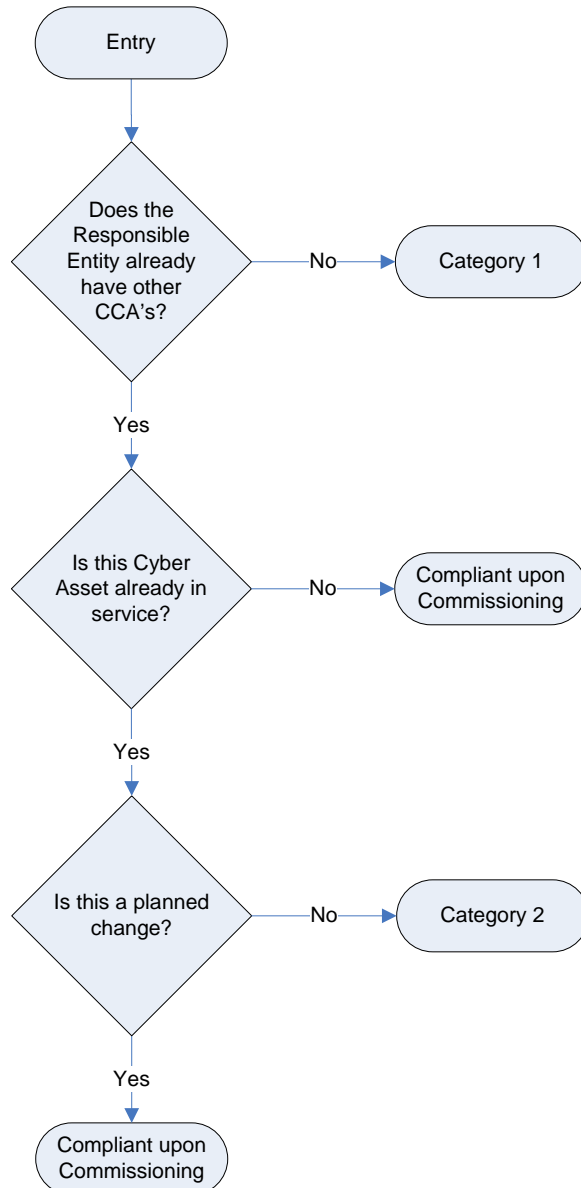 Entry
Does the
Responsible
Entity already
have other
CCA's?
No
Category 1
Yes
Is this Cyber
Asset already in
service?
No
Compliant upon
Commissioning
Yes
Is this a planned
change?
No
Category 2
Yes
Compliant upon
Commissioning